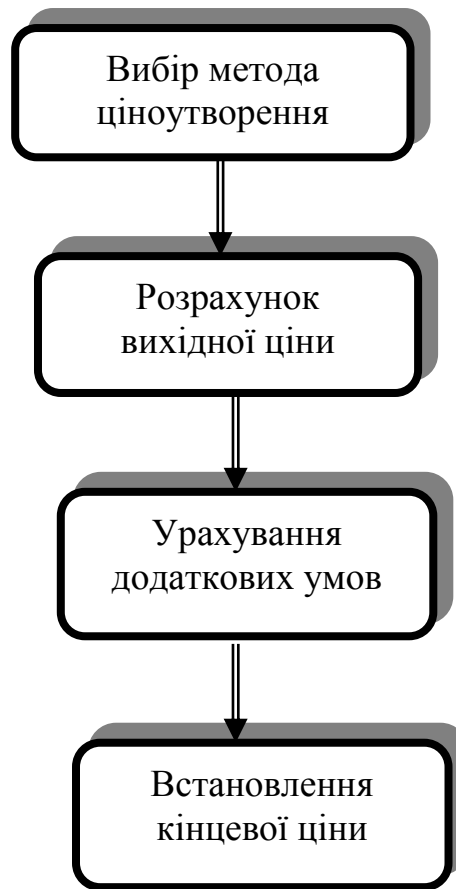 Вибір метода
ціноутворення
Розрахунок
вихідної ціни
Урахування
додаткових умов
Встановлення
кінцевої ціни